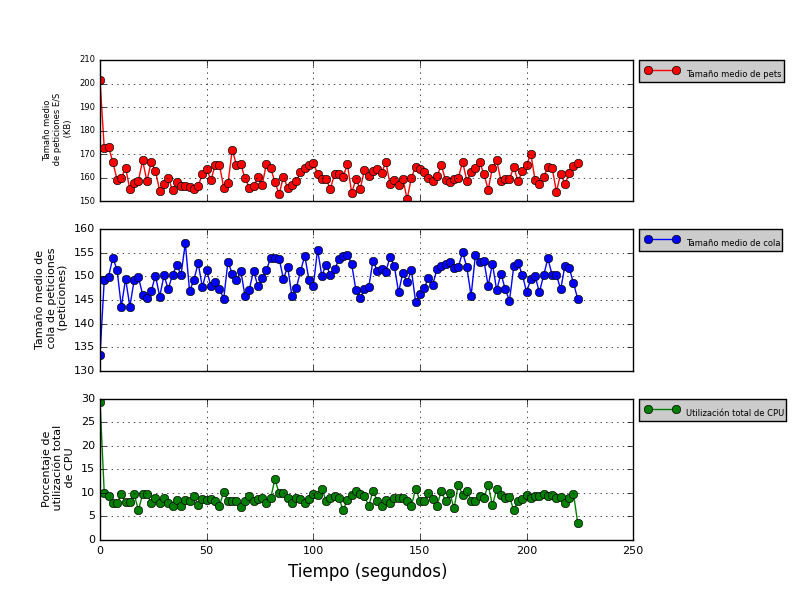 210
200
190
180
170
160
150
Tamaño medio
de peticiones E/S
(KB)
Tamaño medio de pets
160
155
150
145
140
135
130
Tamaño medio de
cola de peticiones
(peticiones)
Tamaño medio de cola
30
25
20
15
10
5
0
Porcentaje de
utilización total
de CPU
Utilización total de CPU
0 50 100 150 200 250
Tiempo (segundos)